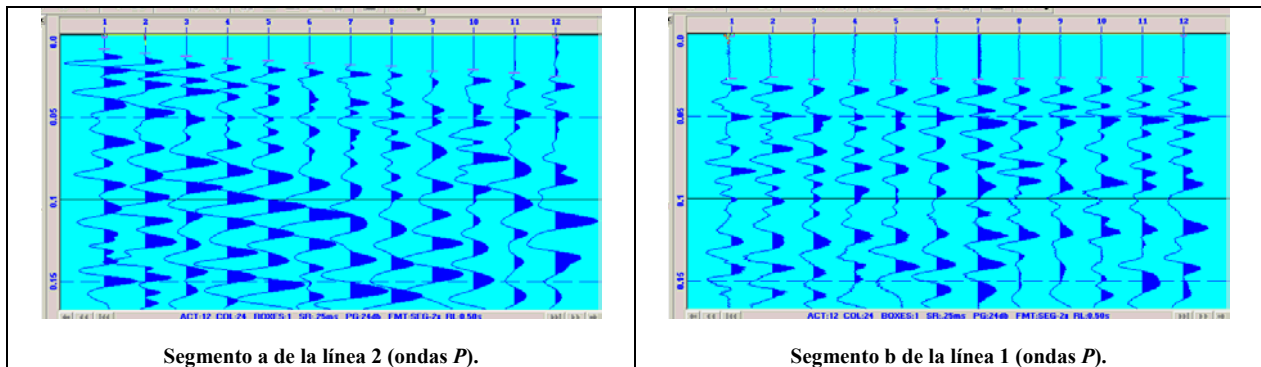 1 2 3 4 5 6 7 8 9 10 11 12
0.0
0.05
0.1
0.15
ACT:12 COL:24 BOXES:1 SR:25ms PG:24db FMT:SEG-2s RL:0.50s
Segmento a de la línea 2 (ondas P).
1 2 3 4 5 6 7 8 9 10 11 12
0.0
0.05
0.1
0.15
ACT:12 COL:24 BOXES:1 SR:25ms PG:24db FMT:SEG-2s RL:0.50s
Segmento b de la línea 1 (ondas P).